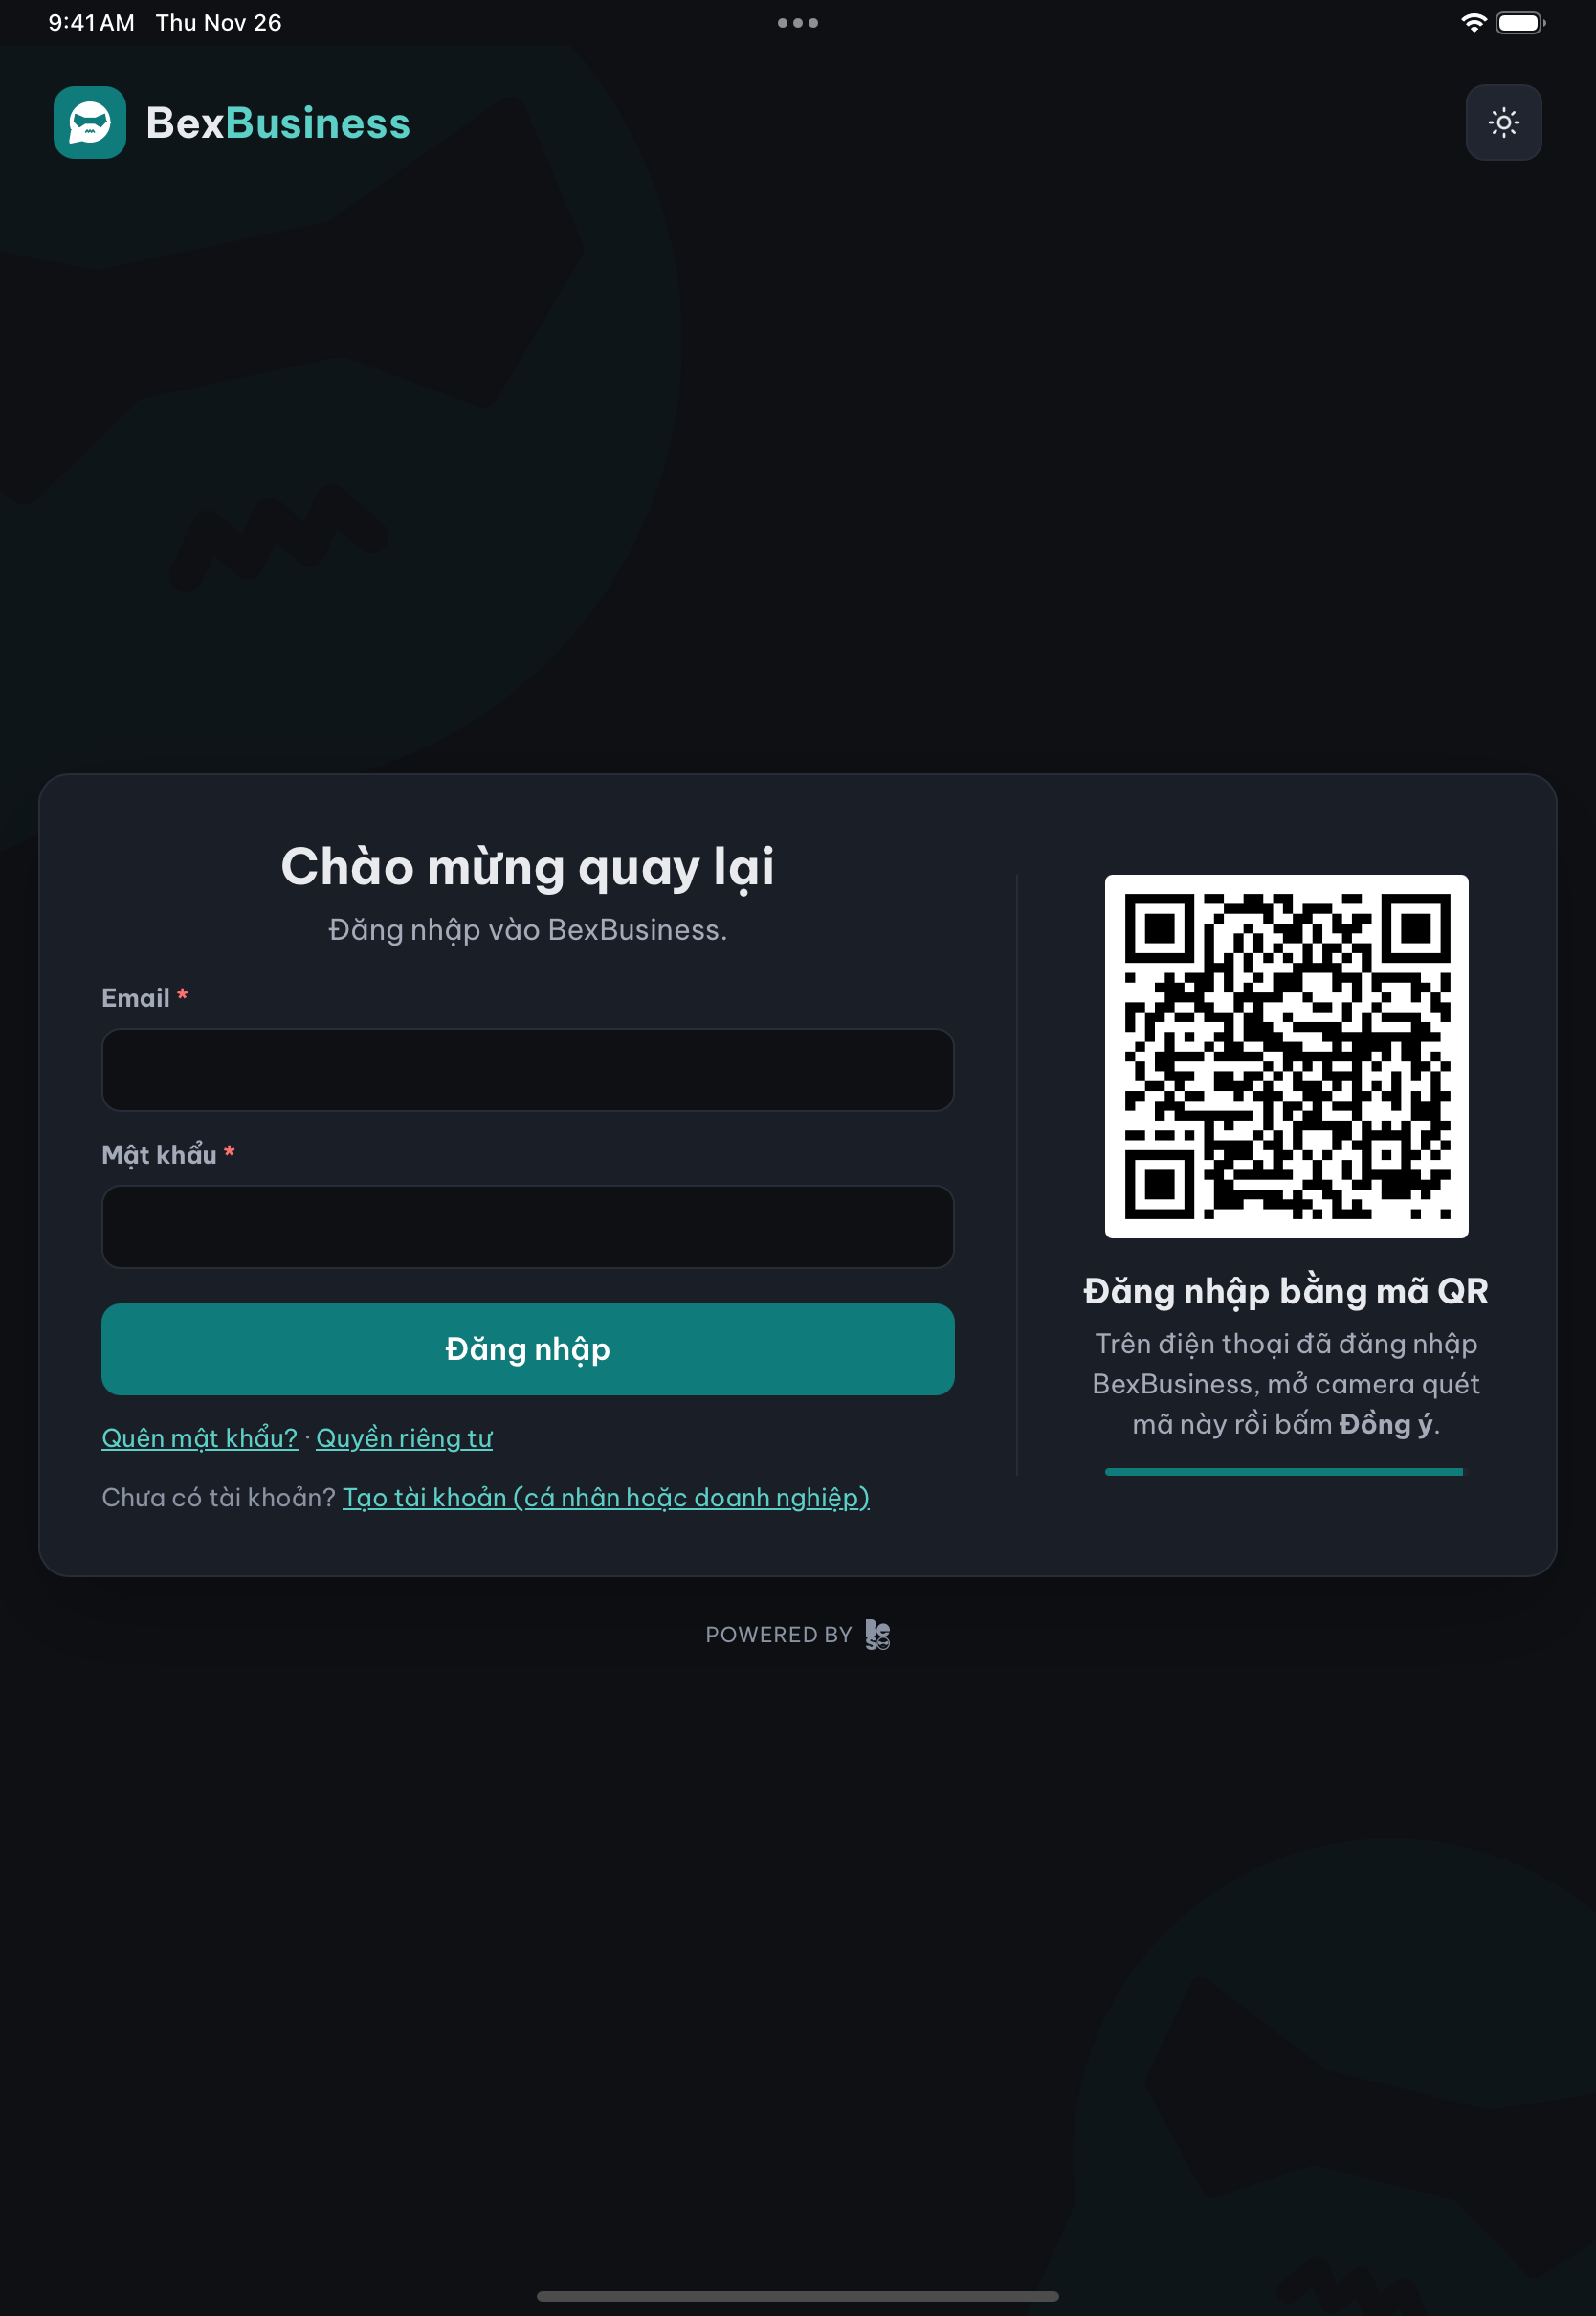 9:41 AM Thu Nov 26
BexBusiness
Chào mừng quay lại
Đăng nhập vào BexBusiness.
Email *
Mật khẩu *
Đăng nhập
Quên mật khẩu? · Quyền riêng tư
Chưa có tài khoản? Tạo tài khoản (cá nhân hoặc doanh nghiệp)
Đăng nhập bằng mã QR
Trên điện thoại đã đăng nhập
BexBusiness, mở camera quét
mã này rồi bấm Đồng ý.
POWERED BY